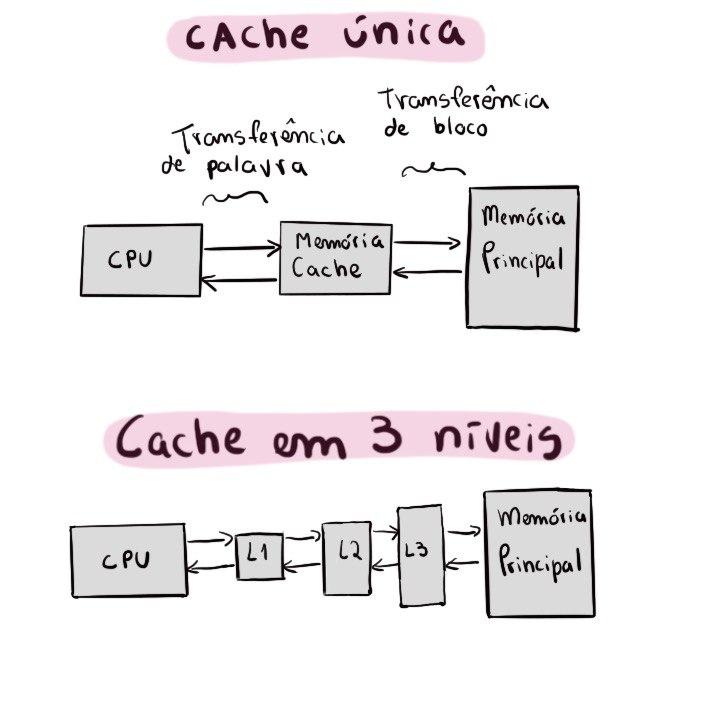 cAche única
Transferência
de palavra
Transferência
de bloco
CPU
Memória
Cache
Memória
Principal
Cache em 3 níveis
CPU
L1
L2
L3
Memória
Principal